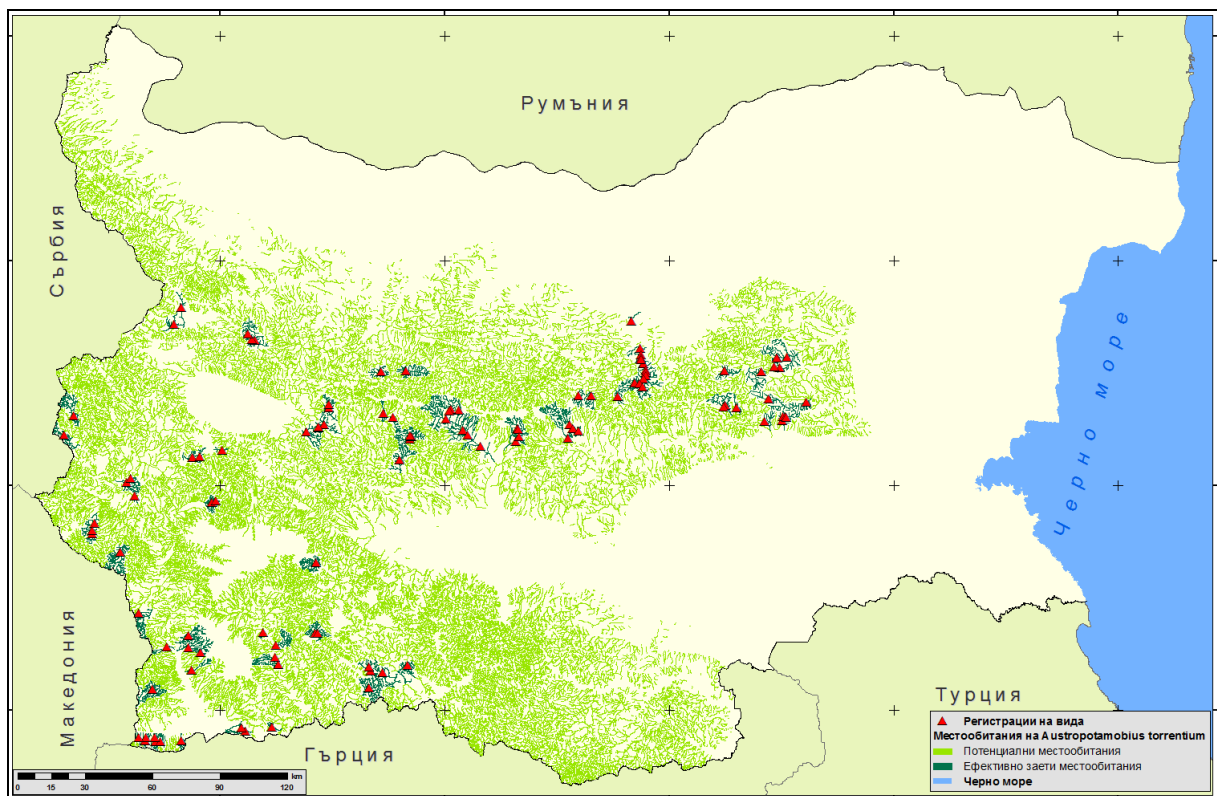 Румъния
Сърбия
Черно море
Македония
Гърция
Турция
Регистрации на вида
Местообитания на Austropotamobius torrentium
Потенциални местообитания
Ефективно заети местообитания
Черно море
km
0 15 30 60 90 120